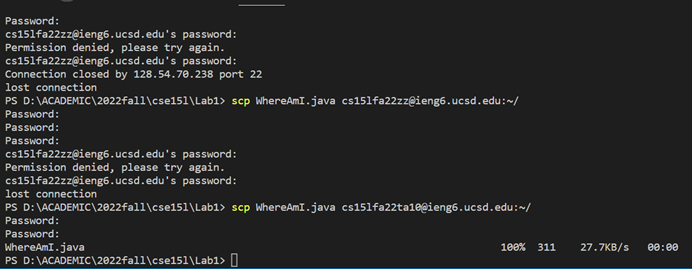 Password:
cs15lfa22zz@ieng6.ucsd.edu's password:
Permission denied, please try again.
cs15lfa22zz@ieng6.ucsd.edu's password:
Connection closed by 128.54.70.238 port 22
lost connection
PS D:\ACADEMIC\2022fall\cse15l\Lab1> scp WhereAmI.java cs15lfa22zz@ieng6.ucsd.edu:~/
Password:
Password:
Password:
cs15lfa22zz@ieng6.ucsd.edu's password:
Permission denied, please try again.
cs15lfa22zz@ieng6.ucsd.edu's password:
lost connection
PS D:\ACADEMIC\2022fall\cse15l\Lab1> scp WhereAmI.java cs15lfa22ta10@ieng6.ucsd.edu:~/
Password:
Password:
WhereAmI.java 100% 311 27.7KB/s 00:00
PS D:\ACADEMIC\2022fall\cse15l\Lab1>